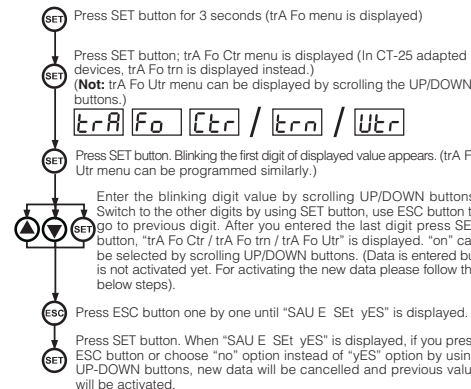 SET Press SET button for 3 seconds (trA Fo menu is displayed)
Press SET button; trA Fo Ctr menu is displayed (In CT-25 adapted
SET devices, trA Fo trn is displayed instead.)
(Not: trA Fo Utr menu can be displayed by scrolling the UP/DOWN
buttons.)
trA Fo Ctr / trn / Utr
SET Press SET button. Blinking the first digit of displayed value appears. (trA F
Utr menu can be programmed similarly.)
Enter the blinking digit value by scrolling UP/DOWN buttons
Switch to the other digits by using SET button, use ESC button t
SET go to previous digit. After you entered the last digit press SE
button, "trA Fo Ctr / trA Fo trn / trA Fo Utr" is displayed. "on" ca
be selected by scrolling UP/DOWN buttons. (Data is entered bu
is not activated yet. For activating the new data please follow th
below steps).
ESC Press ESC button one by one until "SAU E SEt yES" is displayed.
Press SET button. When "SAU E SEt yES" is displayed, if you pres
SET ESC button or choose "no" option instead of "yES" option by usin
UP-DOWN buttons, new data will be cancelled and previous valu
will be activated.